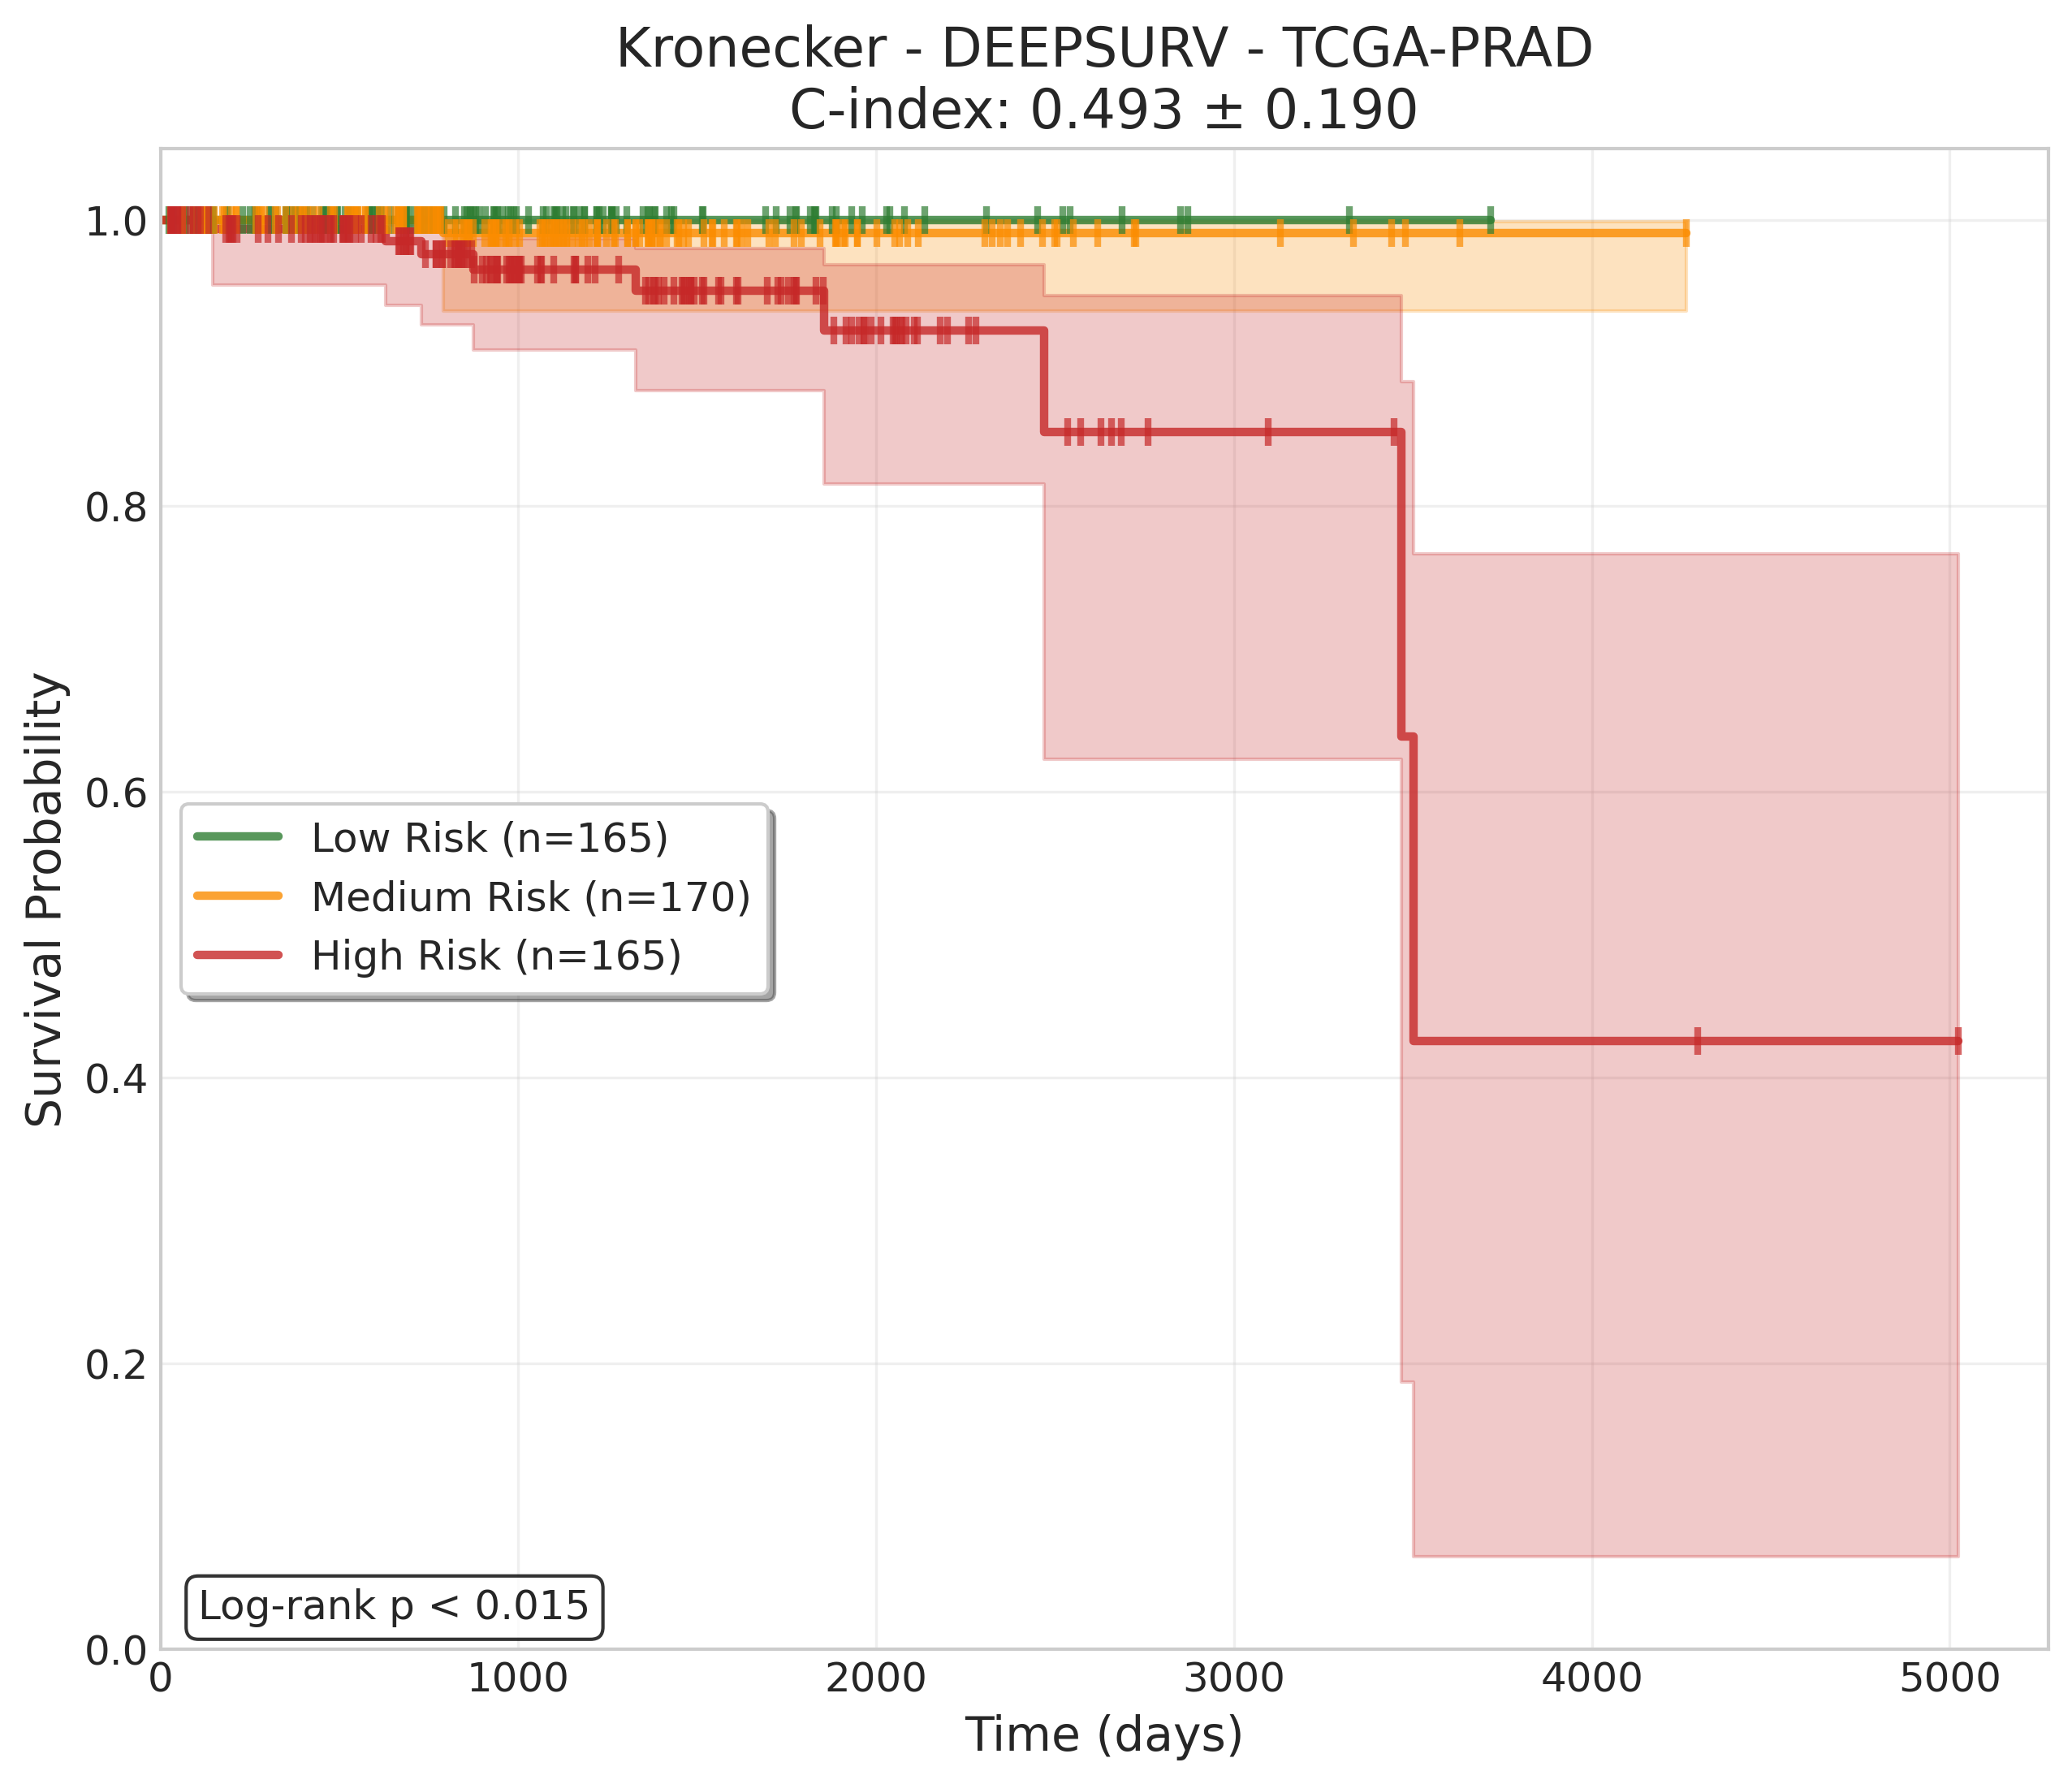 Kronecker - DEEPSURV - TCGA-PRAD
C-index: 0.493 ± 0.190
Survival Probability
1.0
0.8
0.6
0.4
0.2
0.0
Low Risk (n=165)
Medium Risk (n=170)
High Risk (n=165)
Log-rank p < 0.015
0 1000 2000 3000 4000 5000
Time (days)